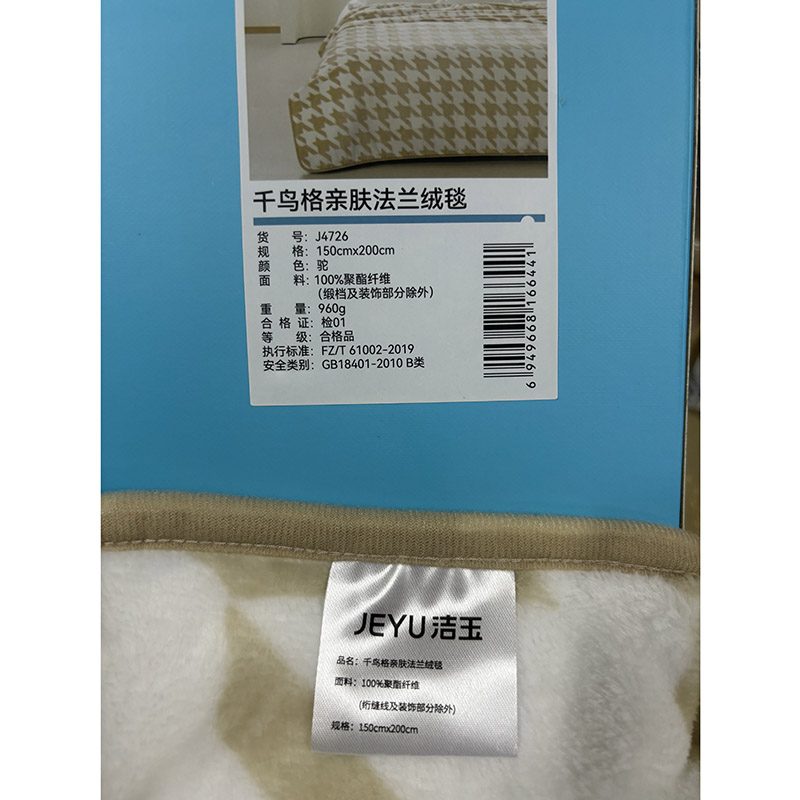 千鸟格亲肤法兰绒毯
货 号: J4726
规 格: 150cmx200cm
颜 色: 驼
面 料: 100%聚酯纤维
(缎档及装饰部分除外)
重 量: 960g
合 格 证: 检01
等 级: 合格品
执行标准: FZ/T 61002-2019
安全类别: GB18401-2010 B类
6 949668 166441
JEYU洁玉
品名: 千鸟格亲肤法兰绒毯
面料: 100%聚酯纤维
(绗缝线及装饰部分除外)
规格: 150cmx200cm